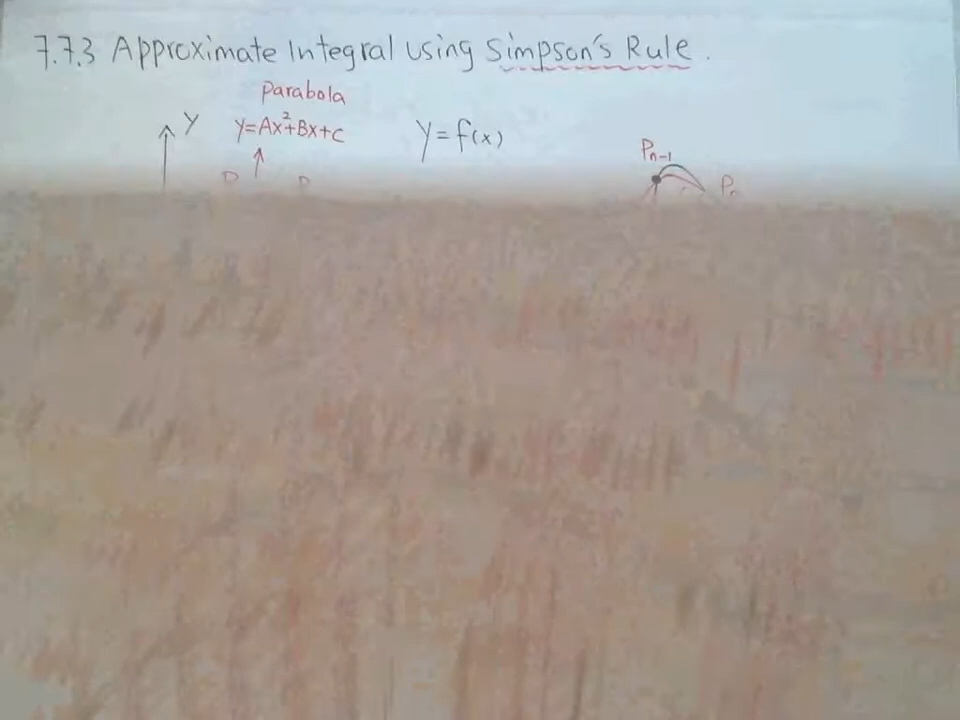 7.7.3 Approximate Integral using Simpson's Rule.
parabola
Y y=Ax²+Bx+C y=f(x)
Pn-1